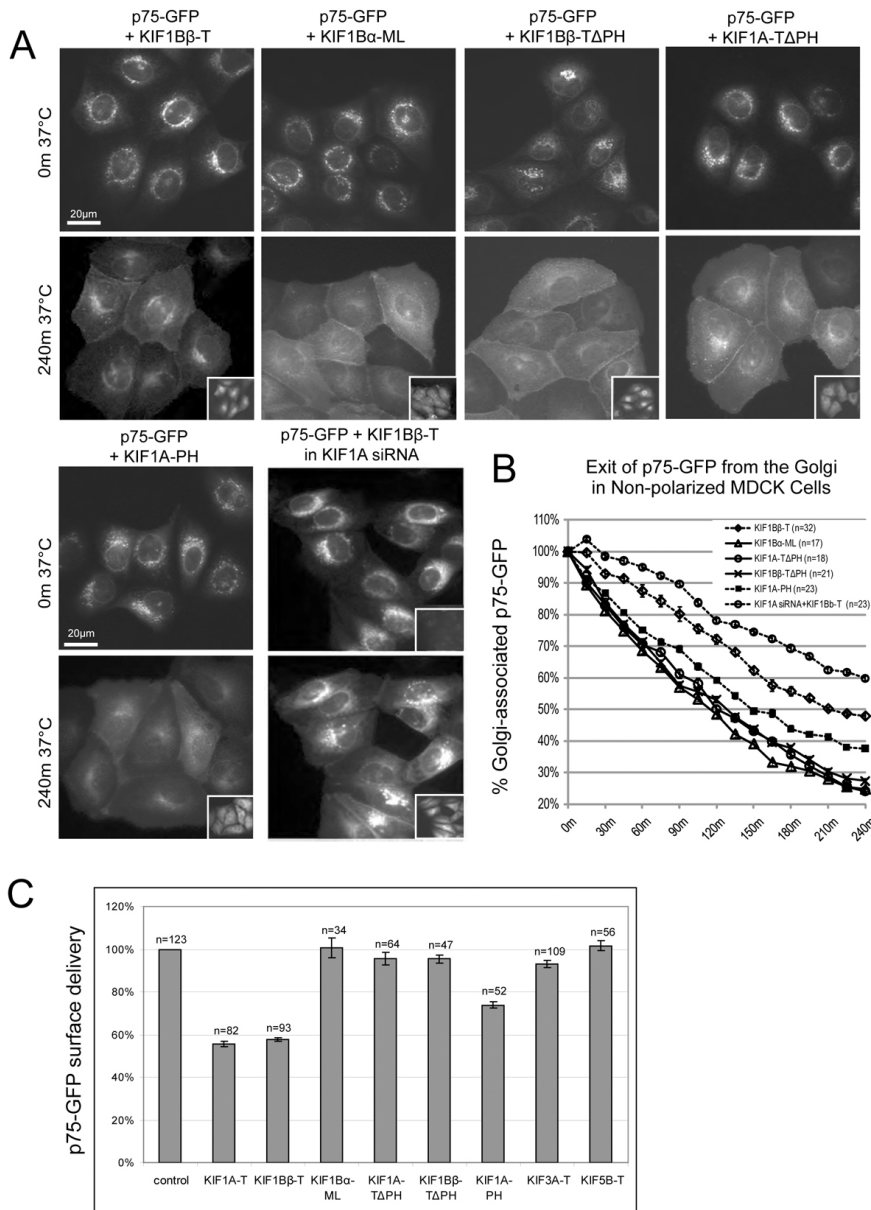 A
p75-GFP
+ KIF1Bβ-T
p75-GFP
+ KIF1Bα-ML
p75-GFP
+ KIF1Bβ-TΔPH
p75-GFP
+ KIF1A-TΔPH
0m 37°C
20µm
240m 37°C
p75-GFP
+ KIF1A-PH
p75-GFP + KIF1Bβ-T
in KIF1A siRNA
0m 37°C
20µm
240m 37°C
B
Exit of p75-GFP from the Golgi
in Non-polarized MDCK Cells
% Golgi-associated p75-GFP
110%
100%
90%
80%
70%
60%
50%
40%
30%
20%
KIF1Bβ-T (n=32)
KIF1Bα-ML (n=17)
KIF1A-TΔPH (n=18)
KIF1Bβ-TΔPH (n=21)
KIF1A-PH (n=23)
KIF1A siRNA+KIF1Bb-T (n=23)
0m 30m 60m 90m 120m 150m 180m 210m 240m
C
p75-GFP surface delivery
120%
100%
80%
60%
40%
20%
0%
n=123
n=82
n=93
n=34
n=64
n=47
n=52
n=109
n=56
control
KIF1A-T
KIF1Bβ-T
KIF1Bα-
ML
KIF1A-
TΔPH
KIF1Bβ-
TΔPH
KIF1A-
PH
KIF3A-T
KIF5B-T